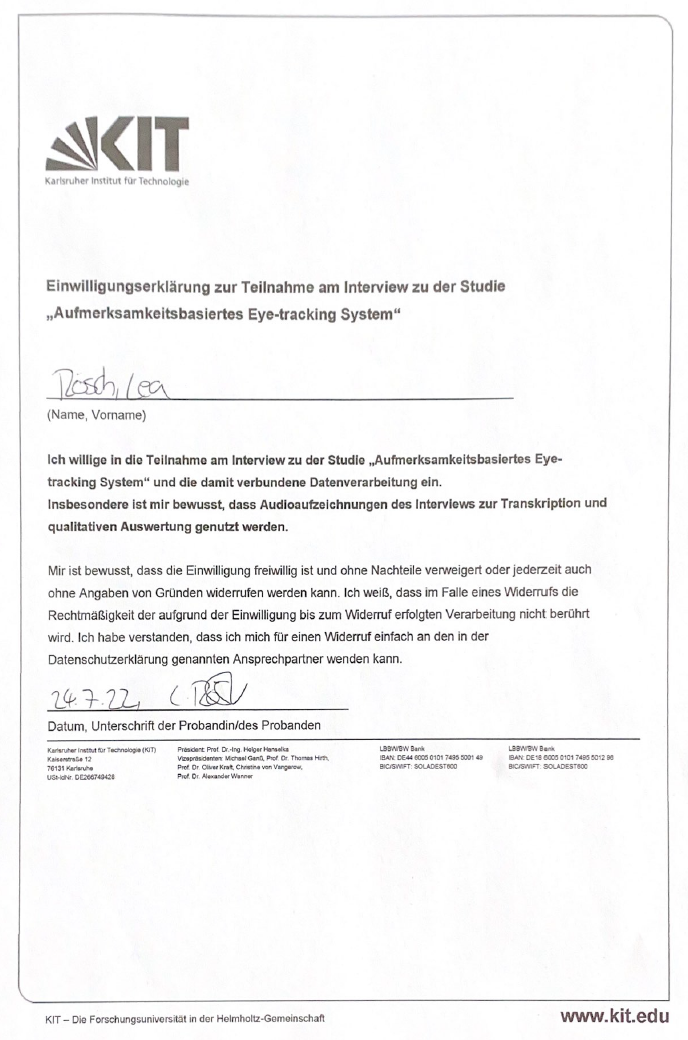 KIT
Karlsruher Institut für Technologie
Einwilligungserklärung zur Teilnahme am Interview zu der Studie
„Aufmerksamkeitsbasiertes Eye-tracking System“
Rösch, Lea
(Name, Vorname)
Ich willige in die Teilnahme am Interview zu der Studie „Aufmerksamkeitsbasiertes Eye-
tracking System“ und die damit verbundene Datenverarbeitung ein.
Insbesondere ist mir bewusst, dass Audioaufzeichnungen des Interviews zur Transkription und
qualitativen Auswertung genutzt werden.
Mir ist bewusst, dass die Einwilligung freiwillig ist und ohne Nachteile verweigert oder jederzeit auch
ohne Angaben von Gründen widerrufen werden kann. Ich weiß, dass im Falle eines Widerrufs die
Rechtmäßigkeit der aufgrund der Einwilligung bis zum Widerruf erfolgten Verarbeitung nicht berührt
wird. Ich habe verstanden, dass ich mich für einen Widerruf einfach an den in der
Datenschutzerklärung genannten Ansprechpartner wenden kann.
24.7.22,
Datum, Unterschrift der Probandin/des Probanden
Karlsruher Institut für Technologie (KIT)
Kaiserstraße 12
76131 Karlsruhe
USt-IdNr. DE266749428
Präsident: Prof. Dr.-Ing. Holger Hanselka
Vizepräsidenten: Michael Ganß, Prof. Dr. Thomas Hirth,
Prof. Dr. Oliver Kraft, Christine von Vangerow,
Prof. Dr. Alexander Wanner
LBBW/BW Bank
IBAN: DE44 6005 0101 7495 5001 49
BIC/SWIFT: SOLADEST600
LBBW/BW Bank
IBAN: DE18 6005 0101 7495 5012 96
BIC/SWIFT: SOLADEST600
KIT – Die Forschungsuniversität in der Helmholtz-Gemeinschaft
www.kit.edu